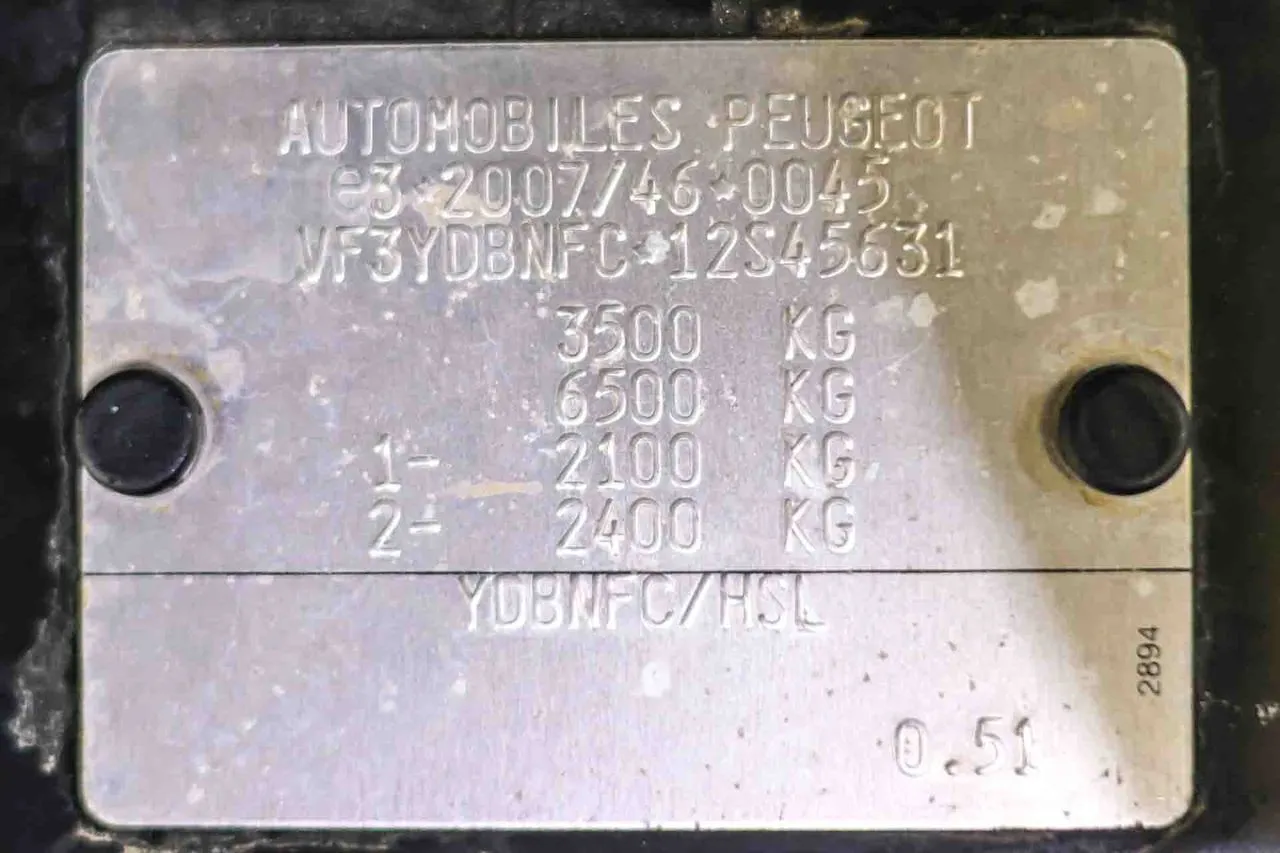 AUTOMOBILES PEUGEOT
e3*2007/46*0045
VF3YDBNFC*12S45631
3500 KG
6500 KG
1- 2100 KG
2- 2400 KG
YDBNFC/HSL
2894
0.51